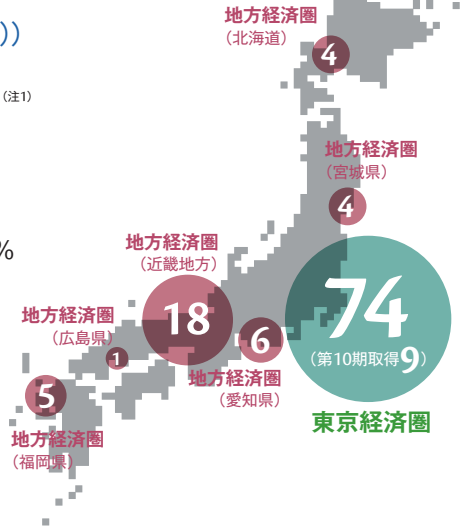 地方経済圏
))
（北海道）
4
（注1）
地方経済圏
（宮城県）
4
%
地方経済圏
（近畿地方）
18
74
（第10期取得9）
東京経済圏
地方経済圏
（広島県）
1
6
地方経済圏
（愛知県）
5
地方経済圏
（福岡県）